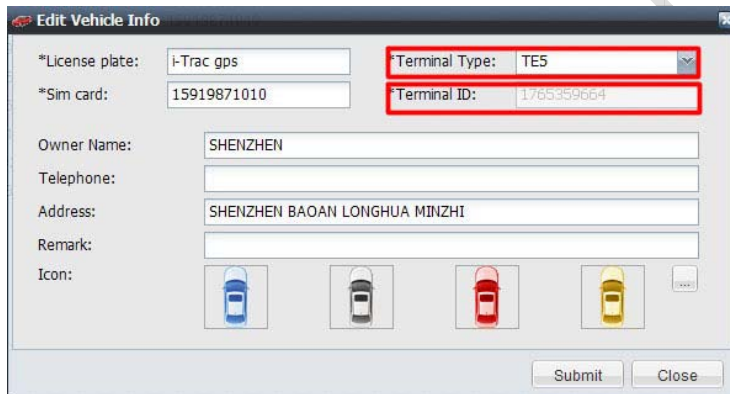 Edit Vehicle Info
*License plate: i-Trac gps *Terminal Type: TE5
*Sim card: 15919871010 *Terminal ID: 1765359664
Owner Name: SHENZHEN
Telephone:
Address: SHENZHEN BAOAN LONGHUA MINZHI
Remark:
Icon: ...
Submit Close